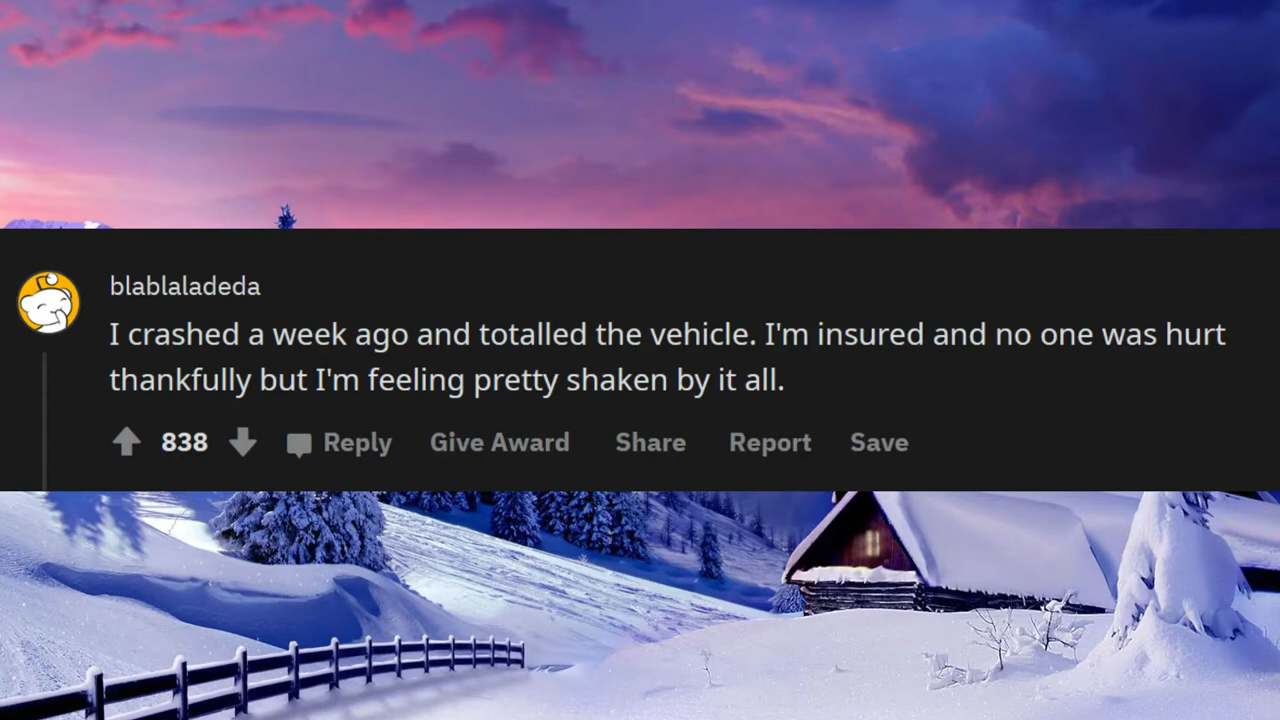 blablaladeda
I crashed a week ago and totalled the vehicle. I'm insured and no one was hurt
thankfully but I'm feeling pretty shaken by it all.
838 Reply Give Award Share Report Save